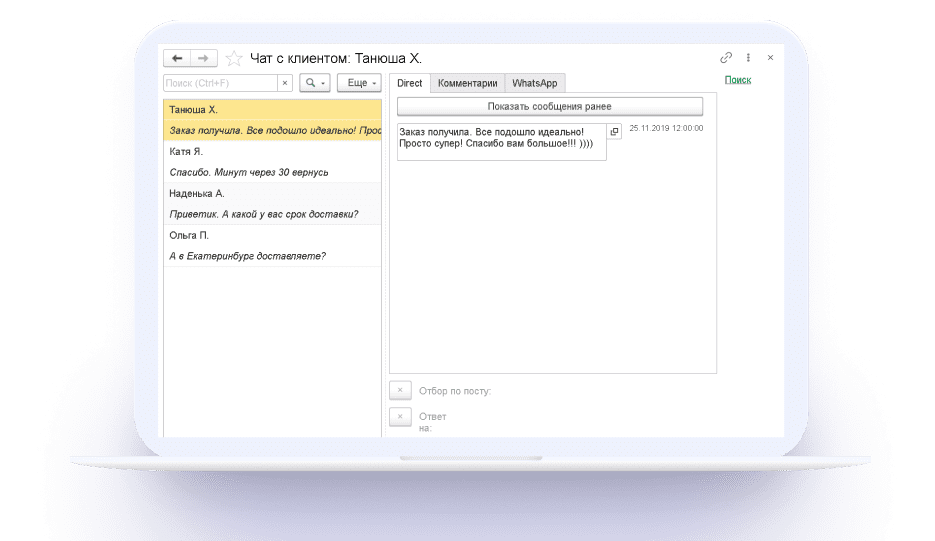 Чат с клиентом: Танюша Х.
Поиск (Ctrl+F)
Еще
Танюша Х.
Заказ получила. Все подошло идеально! Прос
Катя Я.
Спасибо. Минут через 30 вернусь
Наденька А.
Приветик. А какой у вас срок доставки?
Ольга П.
А в Екатеринбурге доставляете?
Direct Комментарии WhatsApp
Поиск
Показать сообщения ранее
Заказ получила. Все подошло идеально!
Просто супер! Спасибо вам большое!!! ))))
25.11.2019 12:00:00
Отбор по посту:
Ответ
на: